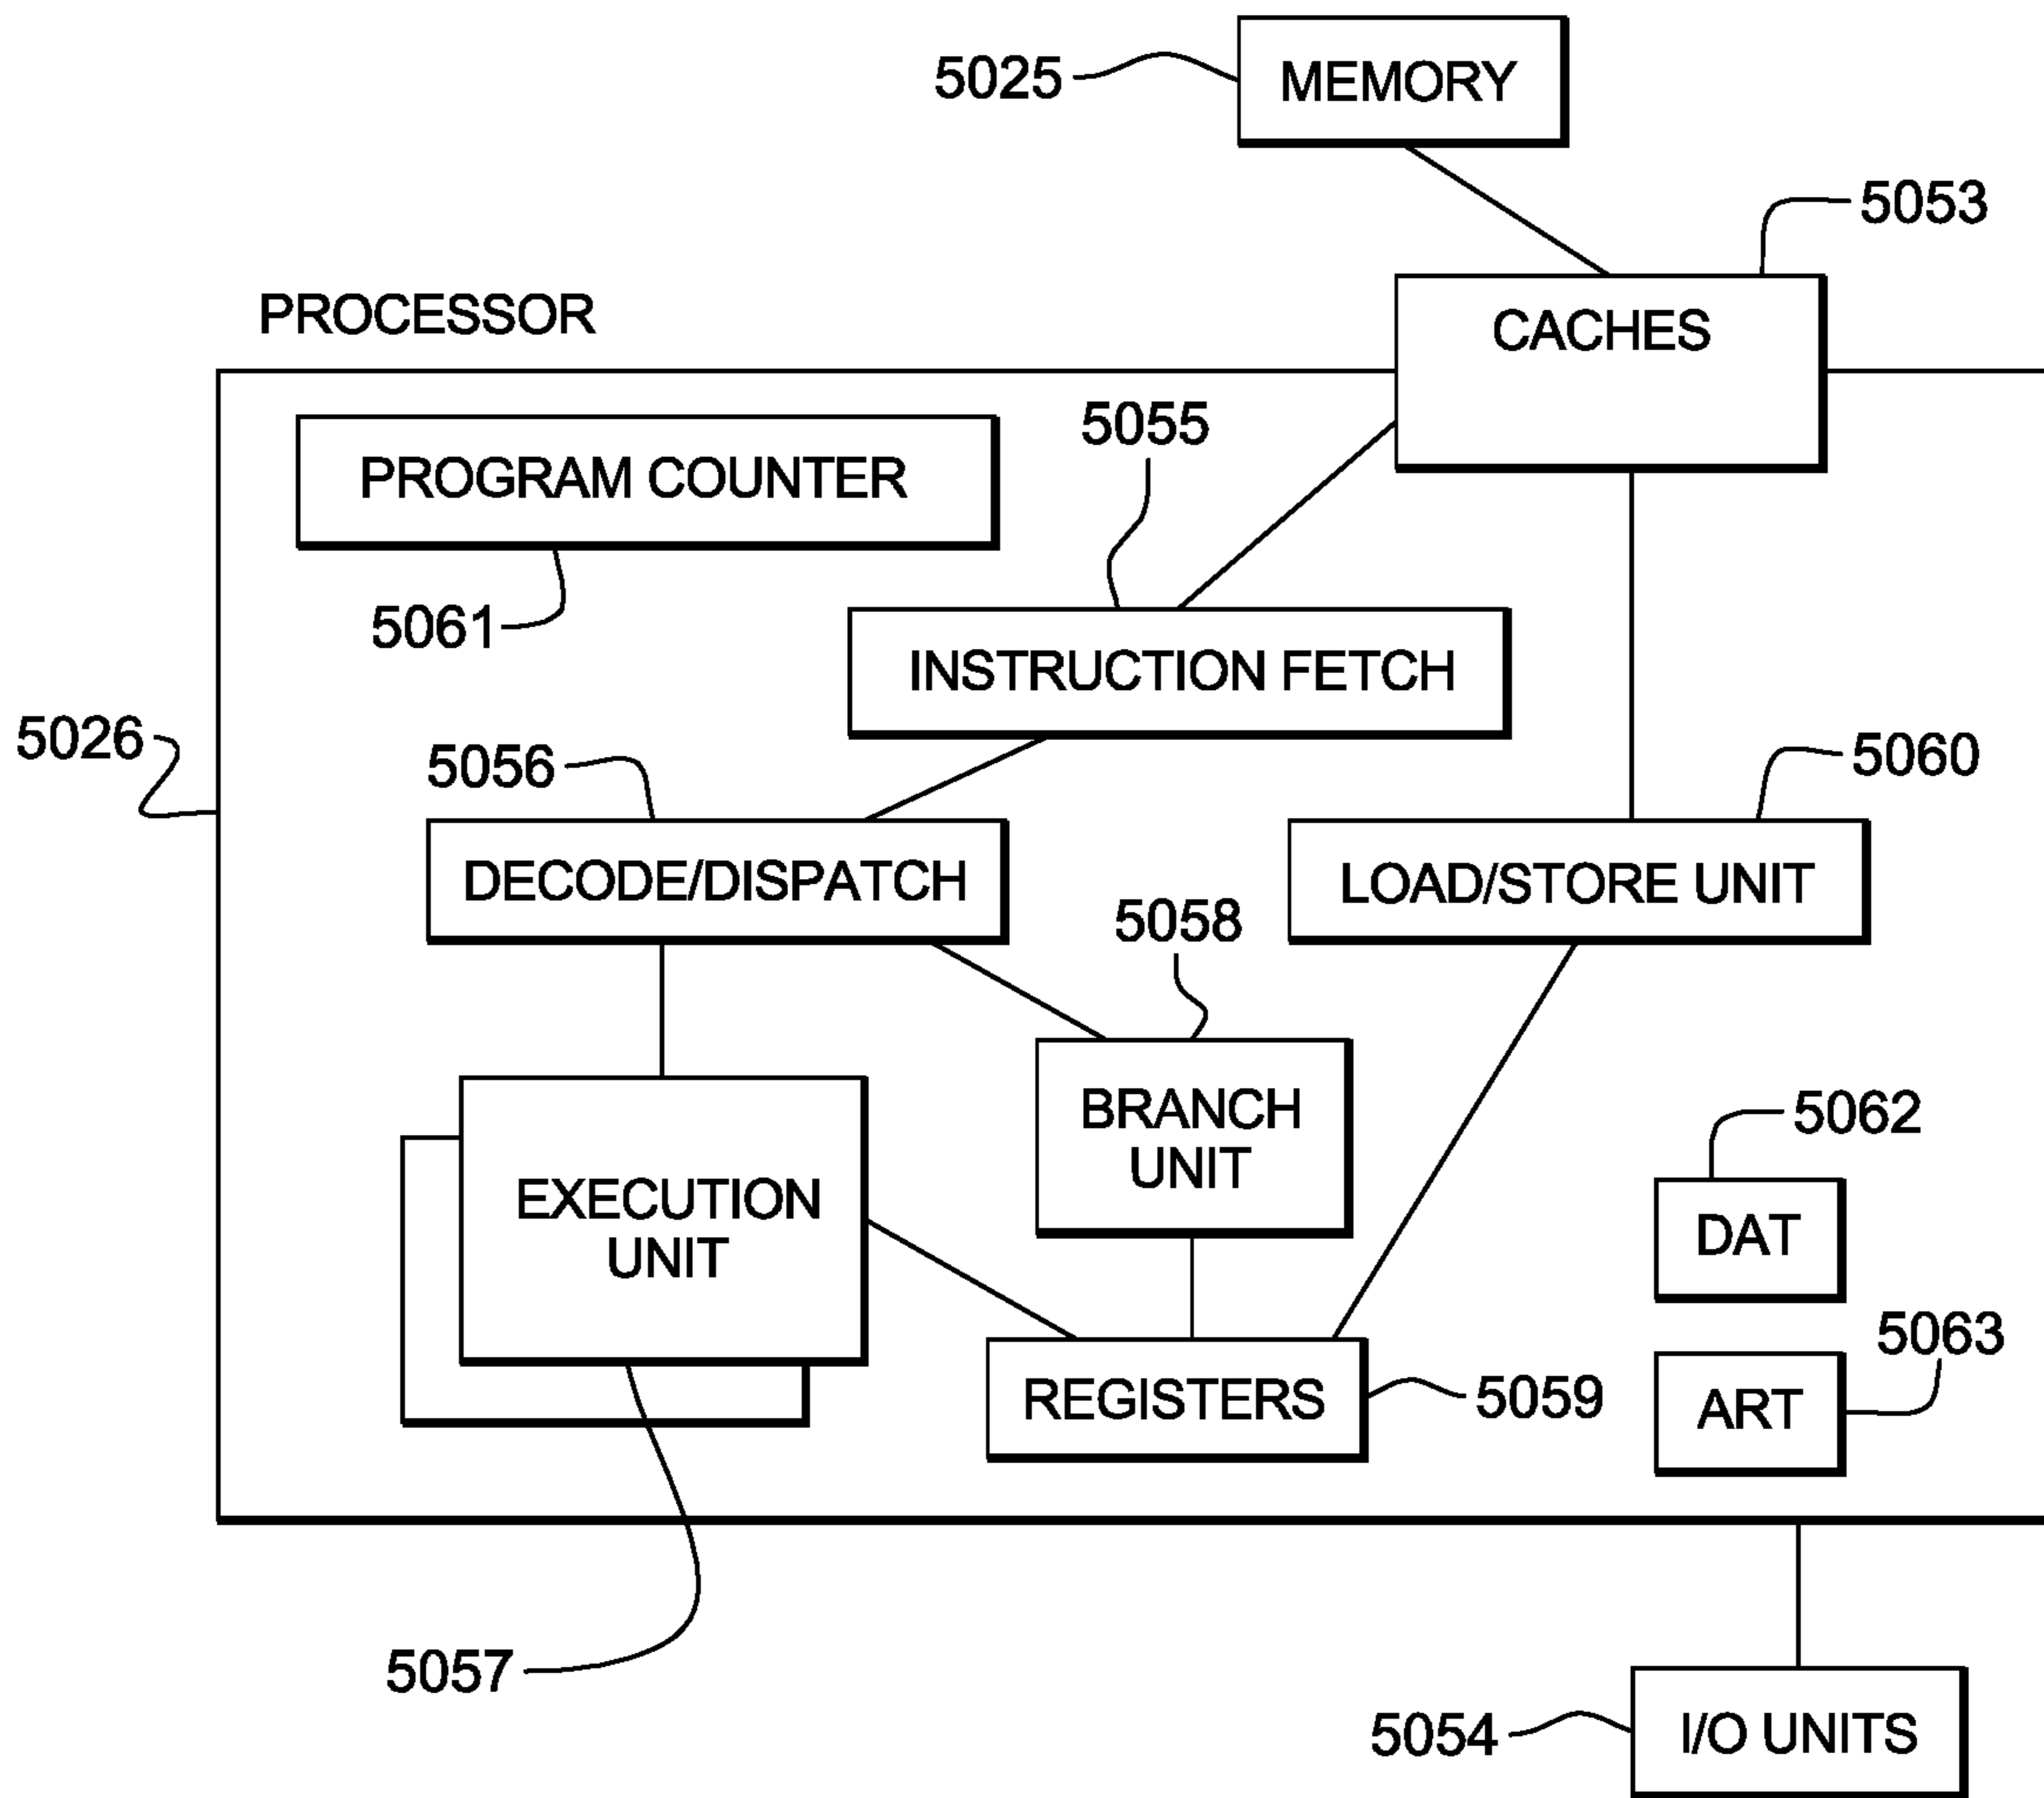 MEMORY
5025
5053
CACHES
PROCESSOR
5055
PROGRAM COUNTER
5061
INSTRUCTION FETCH
5026
5056
5060
DECODE/DISPATCH
LOAD/STORE UNIT
5058
BRANCH
UNIT
5062
EXECUTION
UNIT
DAT
5063
REGISTERS
5059
ART
5057
5054
I/O UNITS